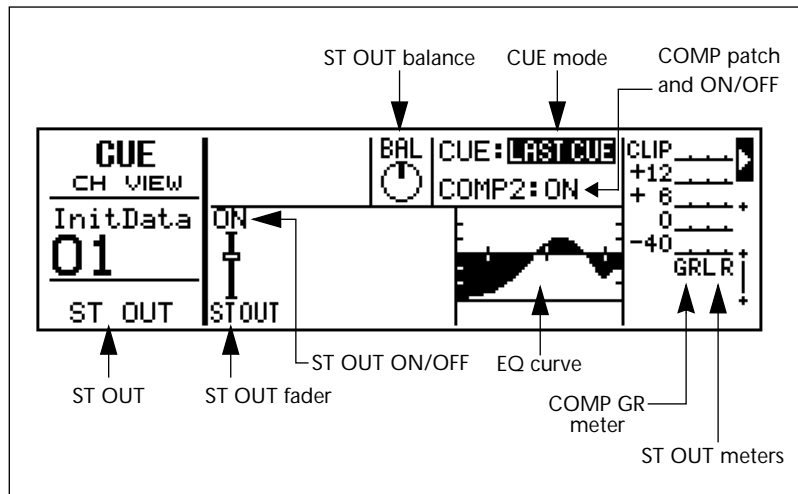 ST OUT balance
CUE mode
COMP patch
and ON/OFF
CUE
CH VIEW
InitData
01
ST OUT
ON
ST OUT
BAL
CUE:LAST CUE
COMP2:ON
CLIP
+12
+ 6
0
-40
GRL R
ST OUT
ST OUT fader
ST OUT ON/OFF
EQ curve
COMP GR
meter
ST OUT meters